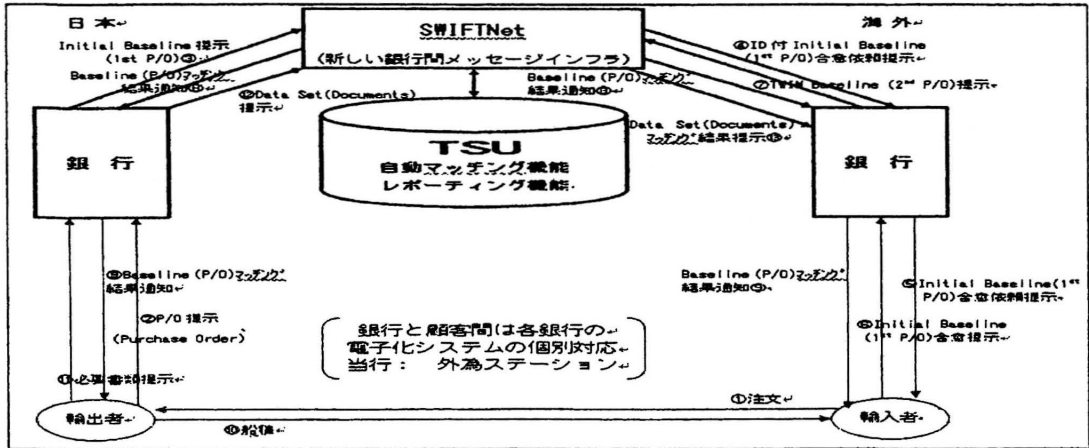 日本
海外
SWIFTNet
(新しい銀行間メッセージインフラ)
Initial Baseline 提示
(1st P/O)③
Baseline (P/O)マッチング
結果通知⑧
⑫Data Set(Documents)
提示
Baseline (P/O)マッチング
結果通知⑧
④ID付 Initial Baseline
(1st P/O)合意依頼提示
⑦TWIN Baseline (2nd P/O)提示
Data Set(Documents)
マッチング結果提示⑬
銀行
銀行
TSU
自動マッチング機能
レポーティング機能
Baseline (P/O)マッチング
結果通知
②P/O 提示
(Purchase Order)
⑪必要書類提示
銀行と顧客間は各銀行の
電子化システムの個別対応
当行: 外為ステーション
Baseline (P/O)マッチング
結果通知⑨
⑤Initial Baseline(1st
P/O)合意依頼提示
⑥Initial Baseline
(1st P/O)合意提示
輸出者
①注文
⑩船積
輸入者